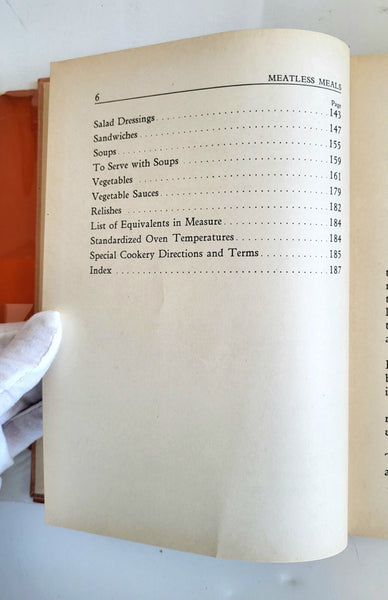 6 MEATLESS MEALS
Page
Salad Dressings 143
Sandwiches 147
Soups 155
To Serve with Soups 159
Vegetables 161
Vegetable Sauces 179
Relishes 182
List of Equivalents in Measure 184
Standardized Oven Temperatures 184
Special Cookery Directions and Terms 185
Index 187